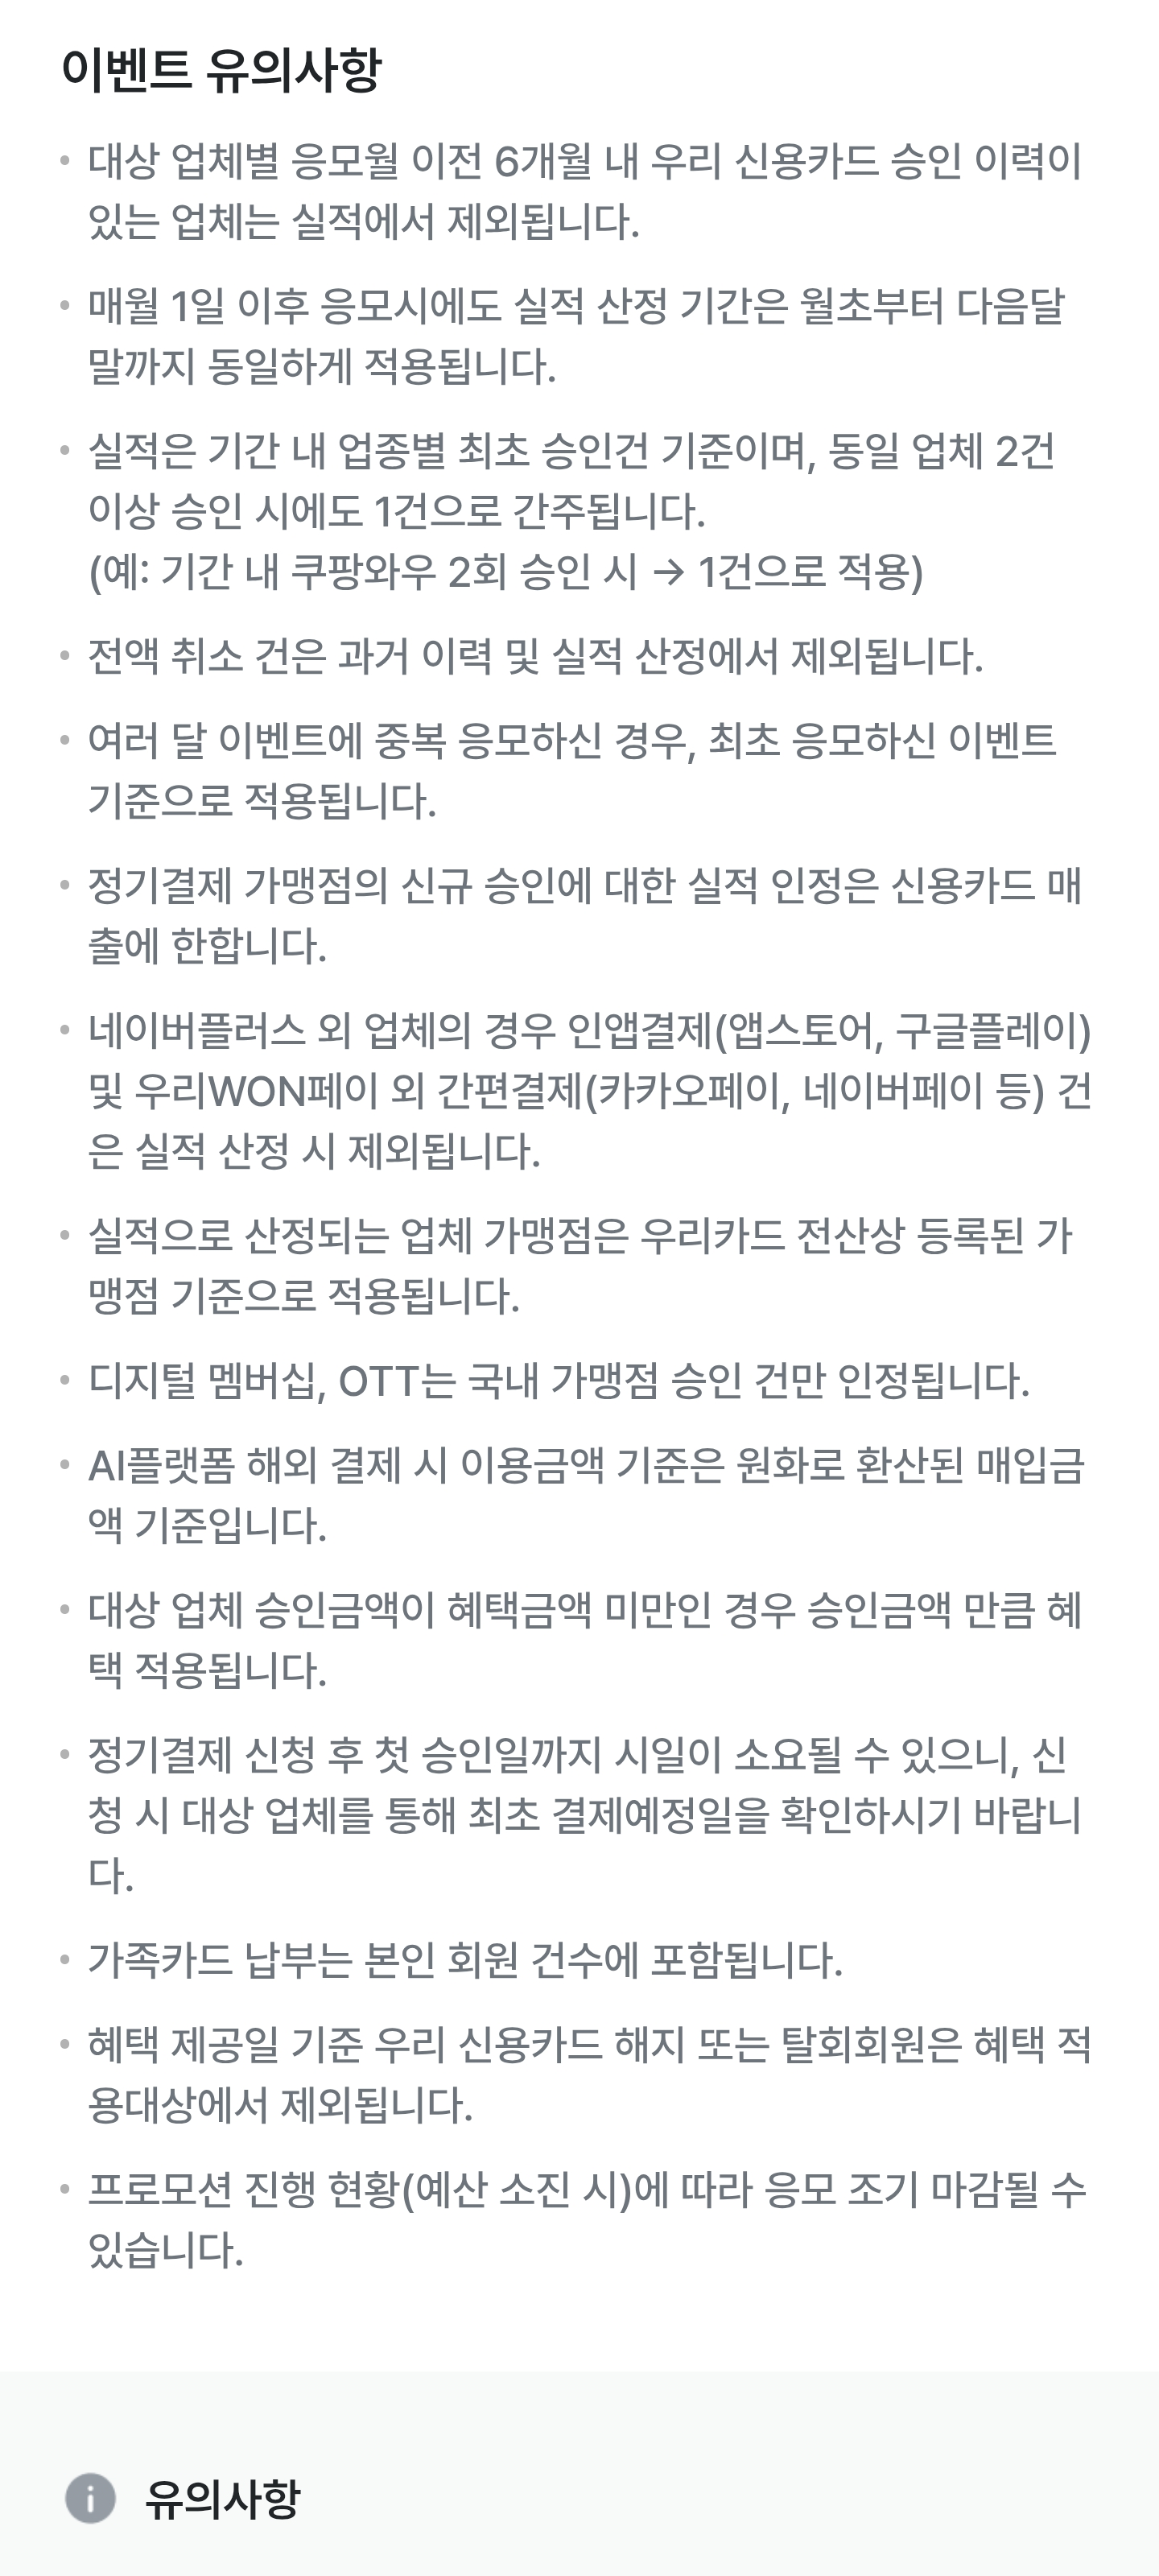 이벤트 유의사항
• 대상 업체별 응모월 이전 6개월 내 우리 신용카드 승인 이력이
있는 업체는 실적에서 제외됩니다.
• 매월 1일 이후 응모시에도 실적 산정 기간은 월초부터 다음달
말까지 동일하게 적용됩니다.
• 실적은 기간 내 업종별 최초 승인건 기준이며, 동일 업체 2건
이상 승인 시에도 1건으로 간주됩니다.
(예: 기간 내 쿠팡와우 2회 승인 시 → 1건으로 적용)
• 전액 취소 건은 과거 이력 및 실적 산정에서 제외됩니다.
• 여러 달 이벤트에 중복 응모하신 경우, 최초 응모하신 이벤트
기준으로 적용됩니다.
• 정기결제 가맹점의 신규 승인에 대한 실적 인정은 신용카드 매
출에 한합니다.
• 네이버플러스 외 업체의 경우 인앱결제(앱스토어, 구글플레이)
및 우리WON페이 외 간편결제(카카오페이, 네이버페이 등) 건
은 실적 산정 시 제외됩니다.
• 실적으로 산정되는 업체 가맹점은 우리카드 전산상 등록된 가
맹점 기준으로 적용됩니다.
• 디지털 멤버십, OTT는 국내 가맹점 승인 건만 인정됩니다.
• AI플랫폼 해외 결제 시 이용금액 기준은 원화로 환산된 매입금
액 기준입니다.
• 대상 업체 승인금액이 혜택금액 미만인 경우 승인금액 만큼 혜
택 적용됩니다.
• 정기결제 신청 후 첫 승인일까지 시일이 소요될 수 있으니, 신
청 시 대상 업체를 통해 최초 결제예정일을 확인하시기 바랍니
다.
• 가족카드 납부는 본인 회원 건수에 포함됩니다.
• 혜택 제공일 기준 우리 신용카드 해지 또는 탈회회원은 혜택 적
용대상에서 제외됩니다.
• 프로모션 진행 현황(예산 소진 시)에 따라 응모 조기 마감될 수
있습니다.
유의사항